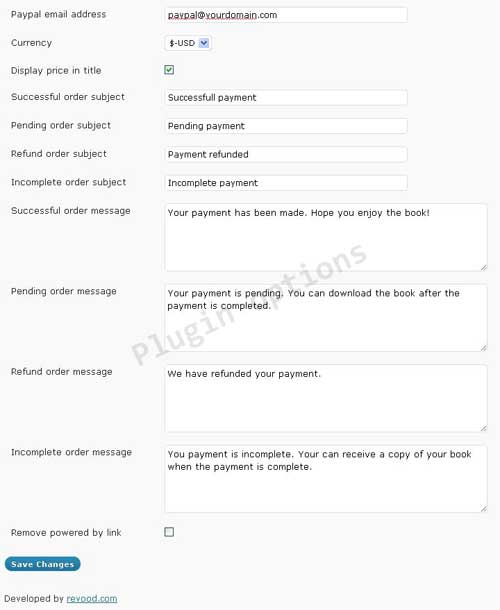 Paypal email address paypal@yourdomain.com
Currency $-USD
Display price in title
Successful order subject Successfull payment
Pending order subject Pending payment
Refund order subject Payment refunded
Incomplete order subject Incomplete payment
Successful order message Your payment has been made. Hope you enjoy the book!
Pending order message Your payment is pending. You can download the book after the
payment is completed.
Plugin Options
Refund order message We have refunded your payment.
Incomplete order message You payment is incomplete. Your can receive a copy of your book
when the payment is complete.
Remove powered by link
Save Changes
Developed by revood.com